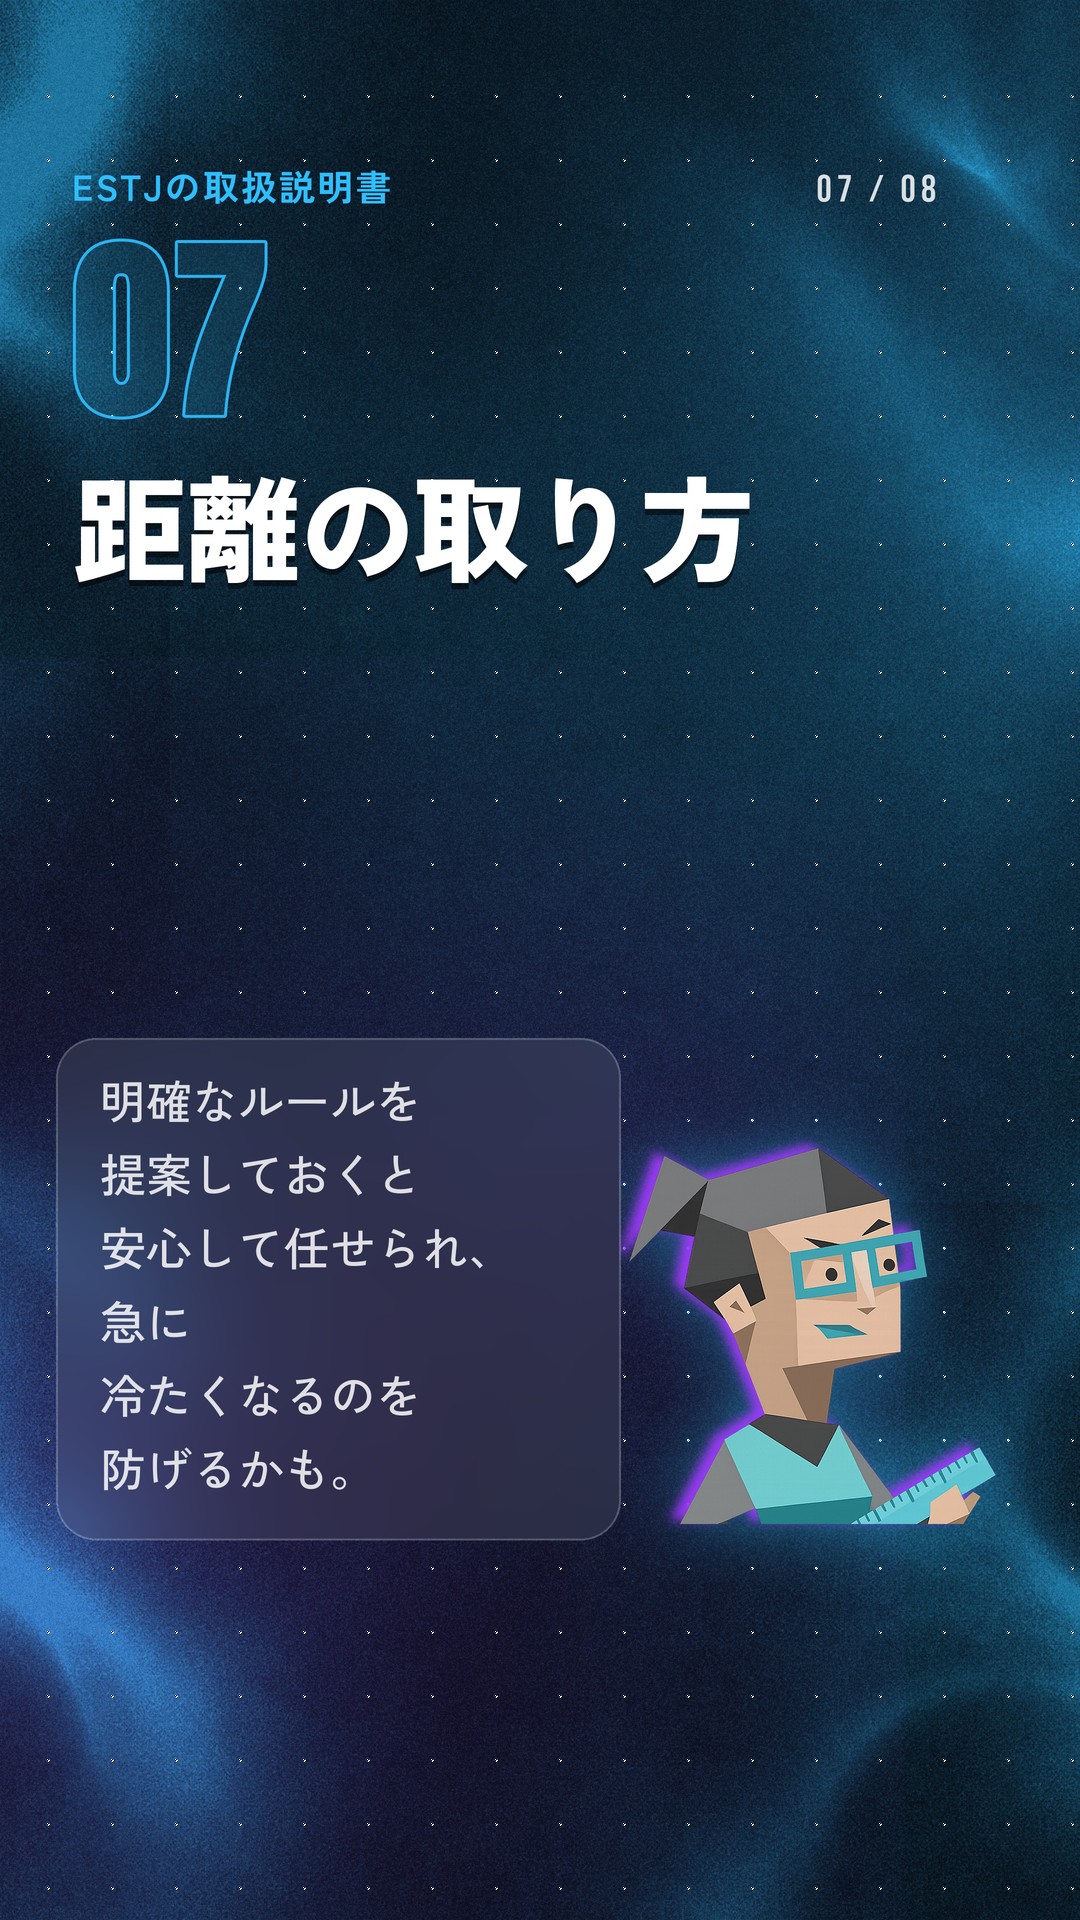 ESTJの取扱説明書
07 / 08
07
距離の取り方
明確なルールを
提案しておくと
安心して任せられ、
急に
冷たくなるのを
防げるかも。